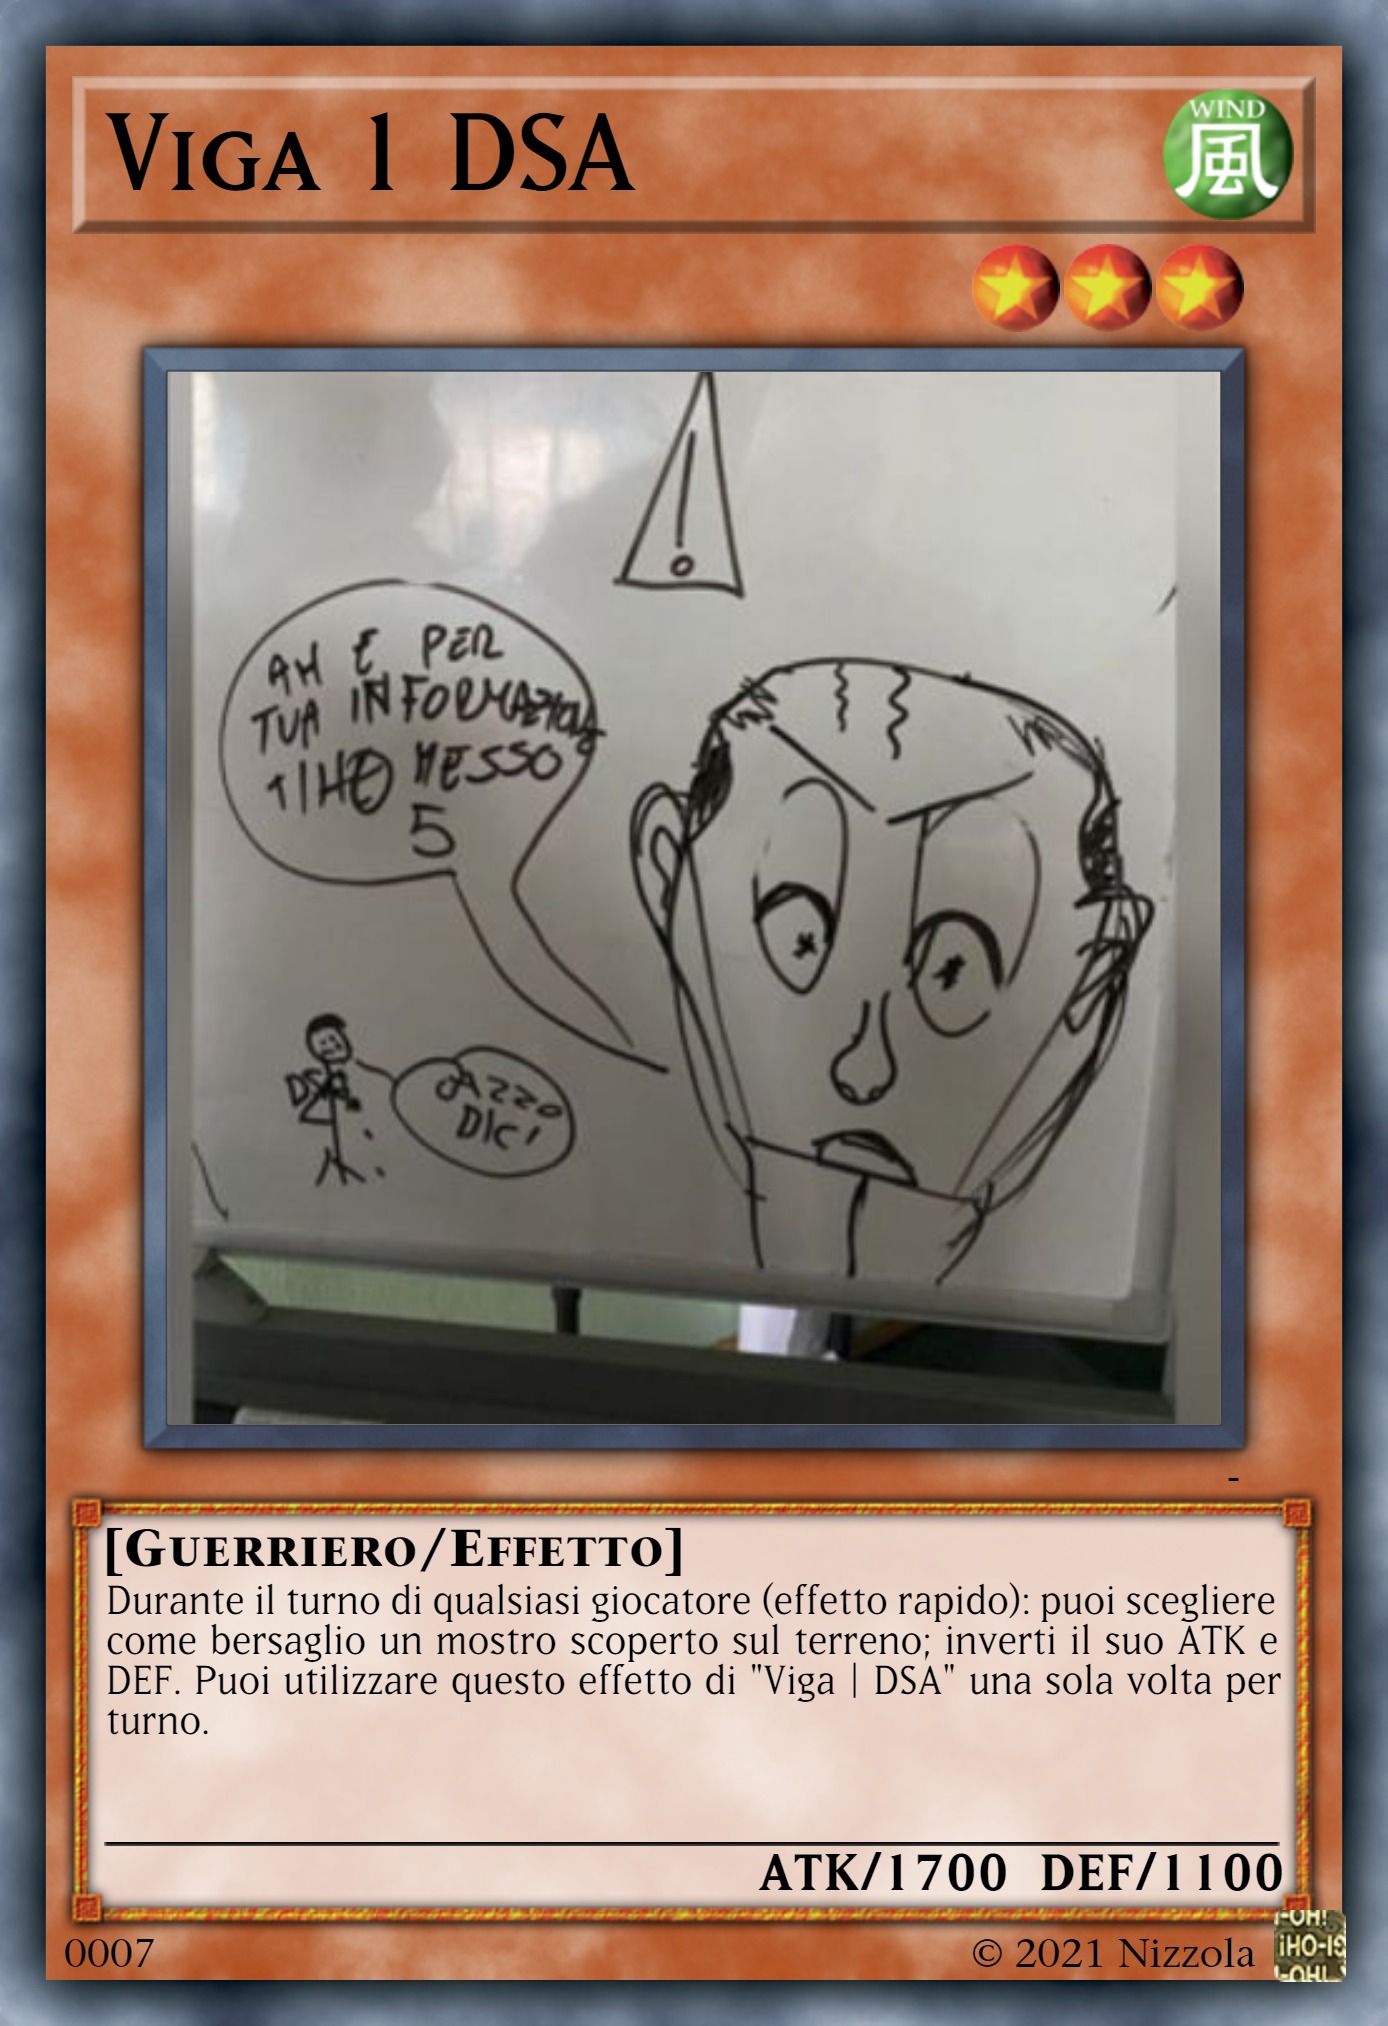 Viga 1 DSA
WIND
風
!
AH E PER
TUA INFORMAZIONE
TI HO MESSO
5
DSA
AZZO
DICI
-
[Guerriero/Effetto]
Durante il turno di qualsiasi giocatore (effetto rapido): puoi scegliere
come bersaglio un mostro scoperto sul terreno; inverti il suo ATK e
DEF. Puoi utilizzare questo effetto di "Viga | DSA" una sola volta per
turno.
ATK/1700 DEF/1100
0007
© 2021 Nizzola